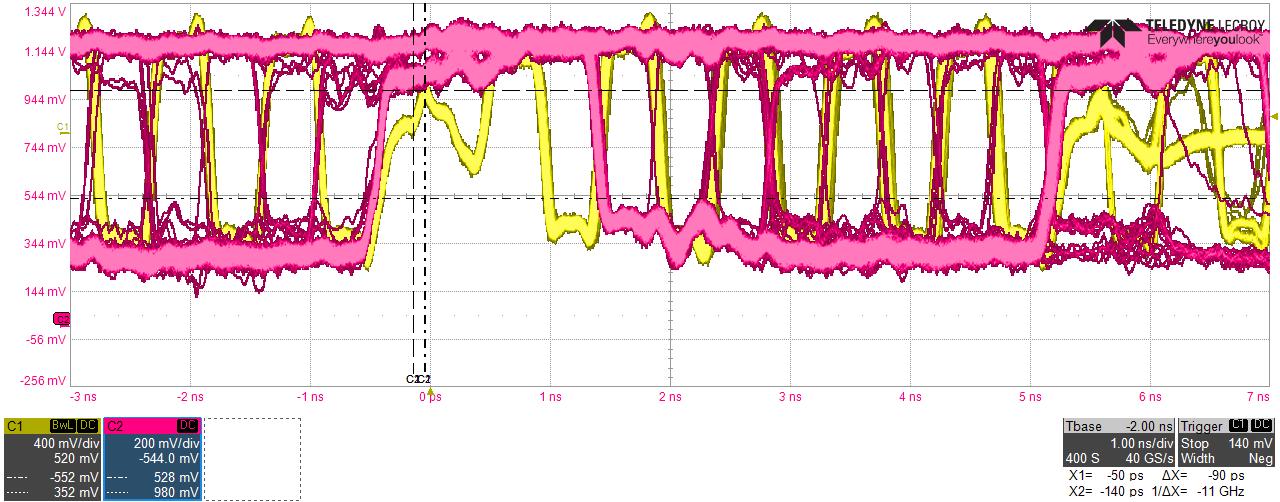 1.344 V
1.144 V
944 mV
C1
744 mV
544 mV
344 mV
144 mV
C2
-56 mV
-256 mV
TELEDYNE LECROY
Everywhereyoulook
-3 ns -2 ns -1 ns 0 ps 1 ns 2 ns 3 ns 4 ns 5 ns 6 ns 7 ns
C1 BwL DC
400 mV/div
520 mV
-552 mV
352 mV
C2 DC
200 mV/div
-544.0 mV
528 mV
980 mV
Tbase -2.00 ns
1.00 ns/div
400 S 40 GS/s
Trigger C1 DC
Stop 140 mV
Width Neg
X1= -50 ps ΔX= -90 ps
X2= -140 ps 1/ΔX= -11 GHz